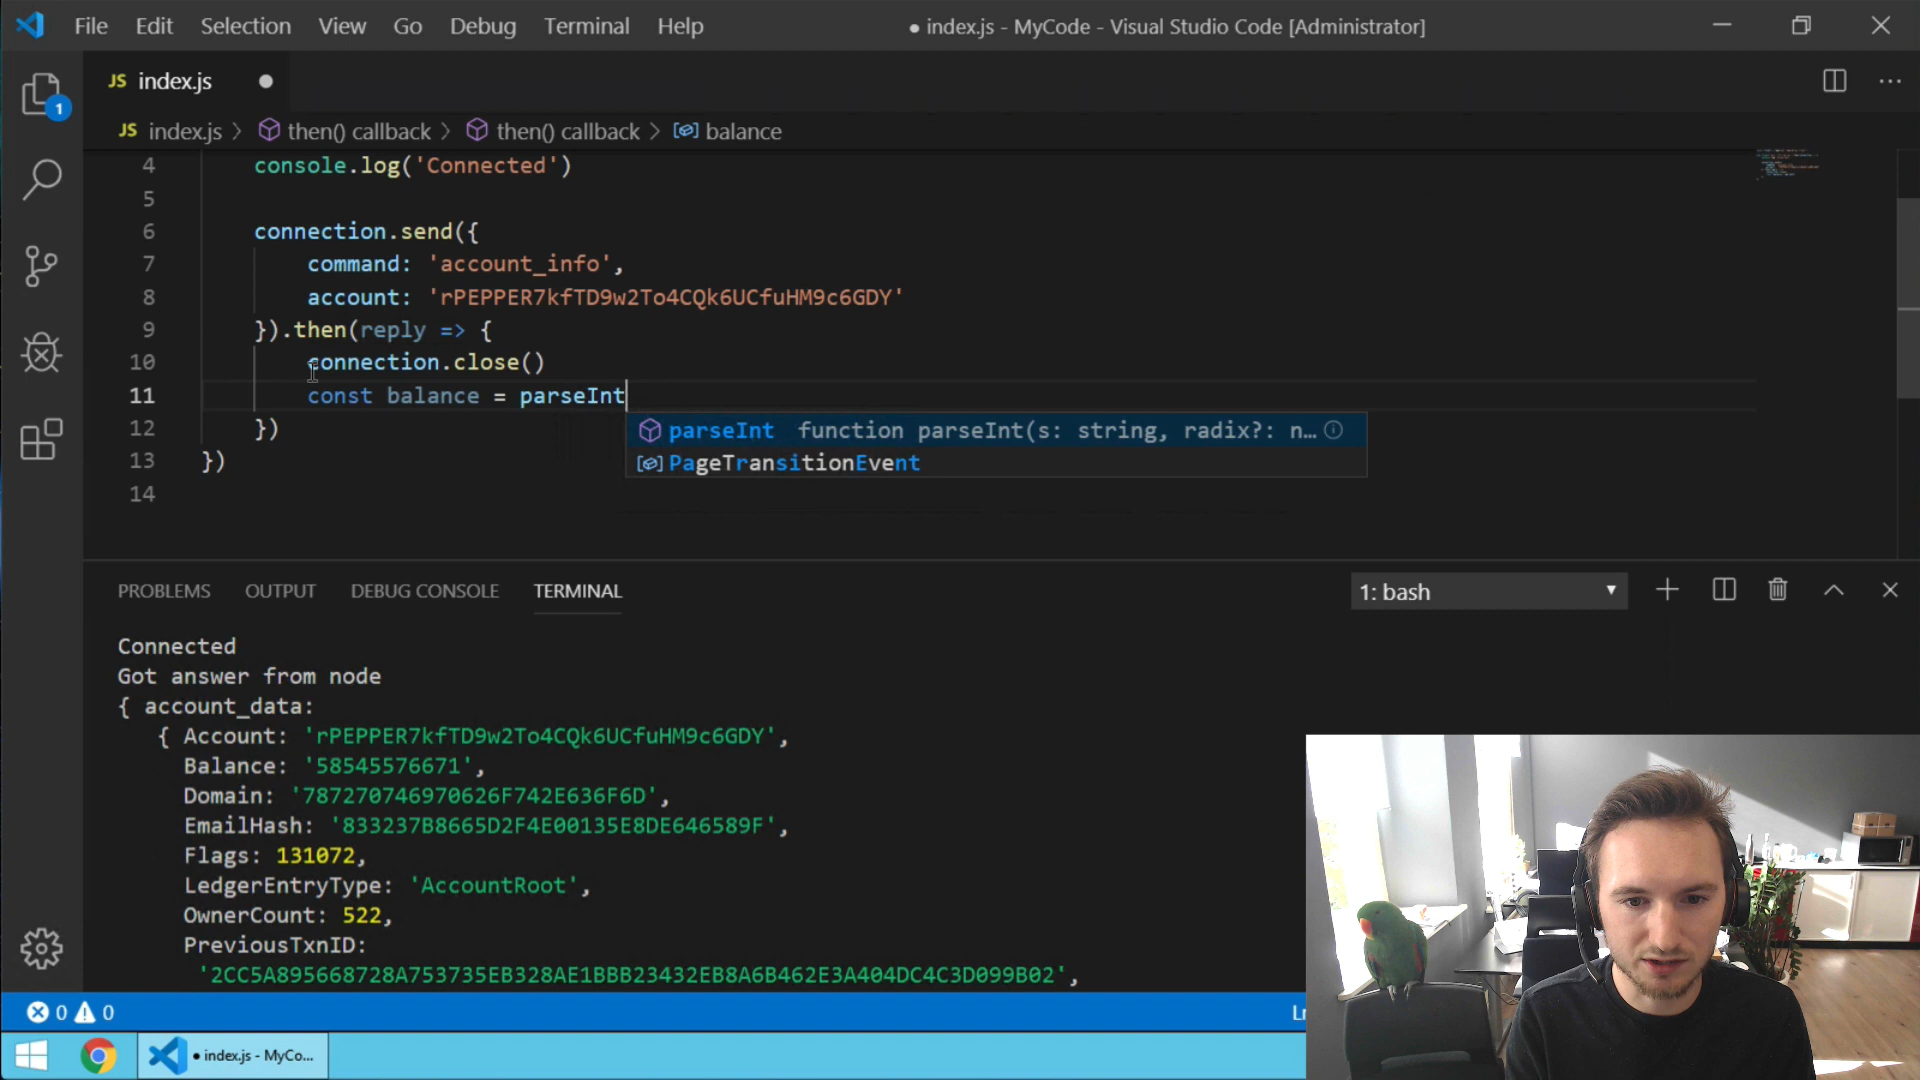 File Edit Selection View Go Debug Terminal Help
● index.js - MyCode - Visual Studio Code [Administrator]
JS index.js ●
1
JS index.js > then() callback > then() callback > balance
4 console.log('Connected')
5
6 connection.send({
7 command: 'account_info',
8 account: 'rPEPPER7kfTD9w2To4CQk6UCfuHM9c6GDY'
9 }).then(reply => {
10 connection.close()
11 const balance = parseInt
parseInt function parseInt(s: string, radix?: n…
PageTransitionEvent
12 })
13 })
14
PROBLEMS OUTPUT DEBUG CONSOLE TERMINAL
1: bash
Connected
Got answer from node
{ account_data:
{ Account: 'rPEPPER7kfTD9w2To4CQk6UCfuHM9c6GDY',
Balance: '58545576671',
Domain: '787270746970626F742E636F6D',
EmailHash: '833237B8665D2F4E00135E8DE646589F',
Flags: 131072,
LedgerEntryType: 'AccountRoot',
OwnerCount: 522,
PreviousTxnID:
'2CC5A895668728A753735EB328AE1BBB23432EB8A6B462E3A404DC4C3D099B02',
0 0
● index.js - MyCo...